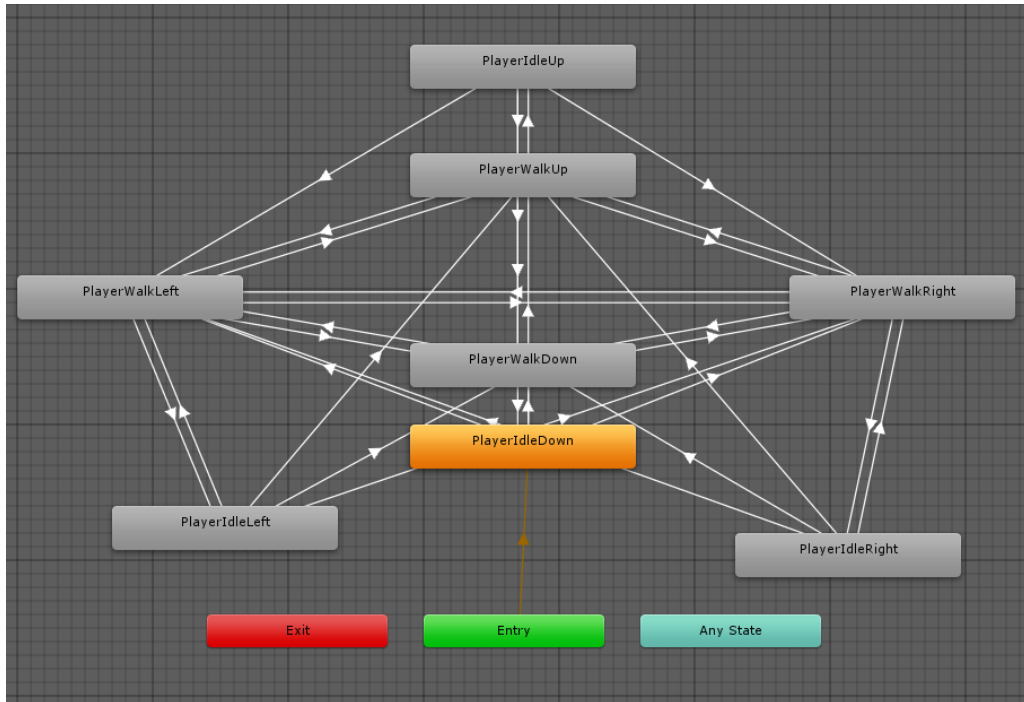 PlayerIdleUp
PlayerWalkUp
PlayerWalkLeft
PlayerWalkRight
PlayerWalkDown
PlayerIdleDown
PlayerIdleLeft
PlayerIdleRight
Exit
Entry
Any State